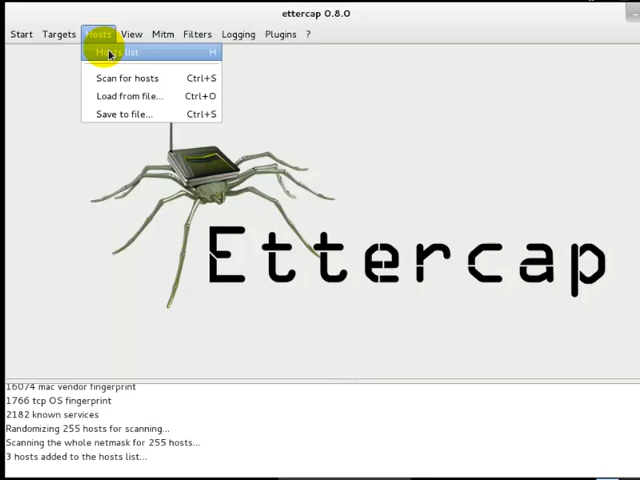 ettercap 0.8.0
Start Targets Hosts View Mitm Filters Logging Plugins ?
Hosts list H
Scan for hosts Ctrl+S
Load from file... Ctrl+O
Save to file... Ctrl+S
Ettercap
16074 mac vendor fingerprint
1766 tcp OS fingerprint
2182 known services
Randomizing 255 hosts for scanning...
Scanning the whole netmask for 255 hosts...
3 hosts added to the hosts list...